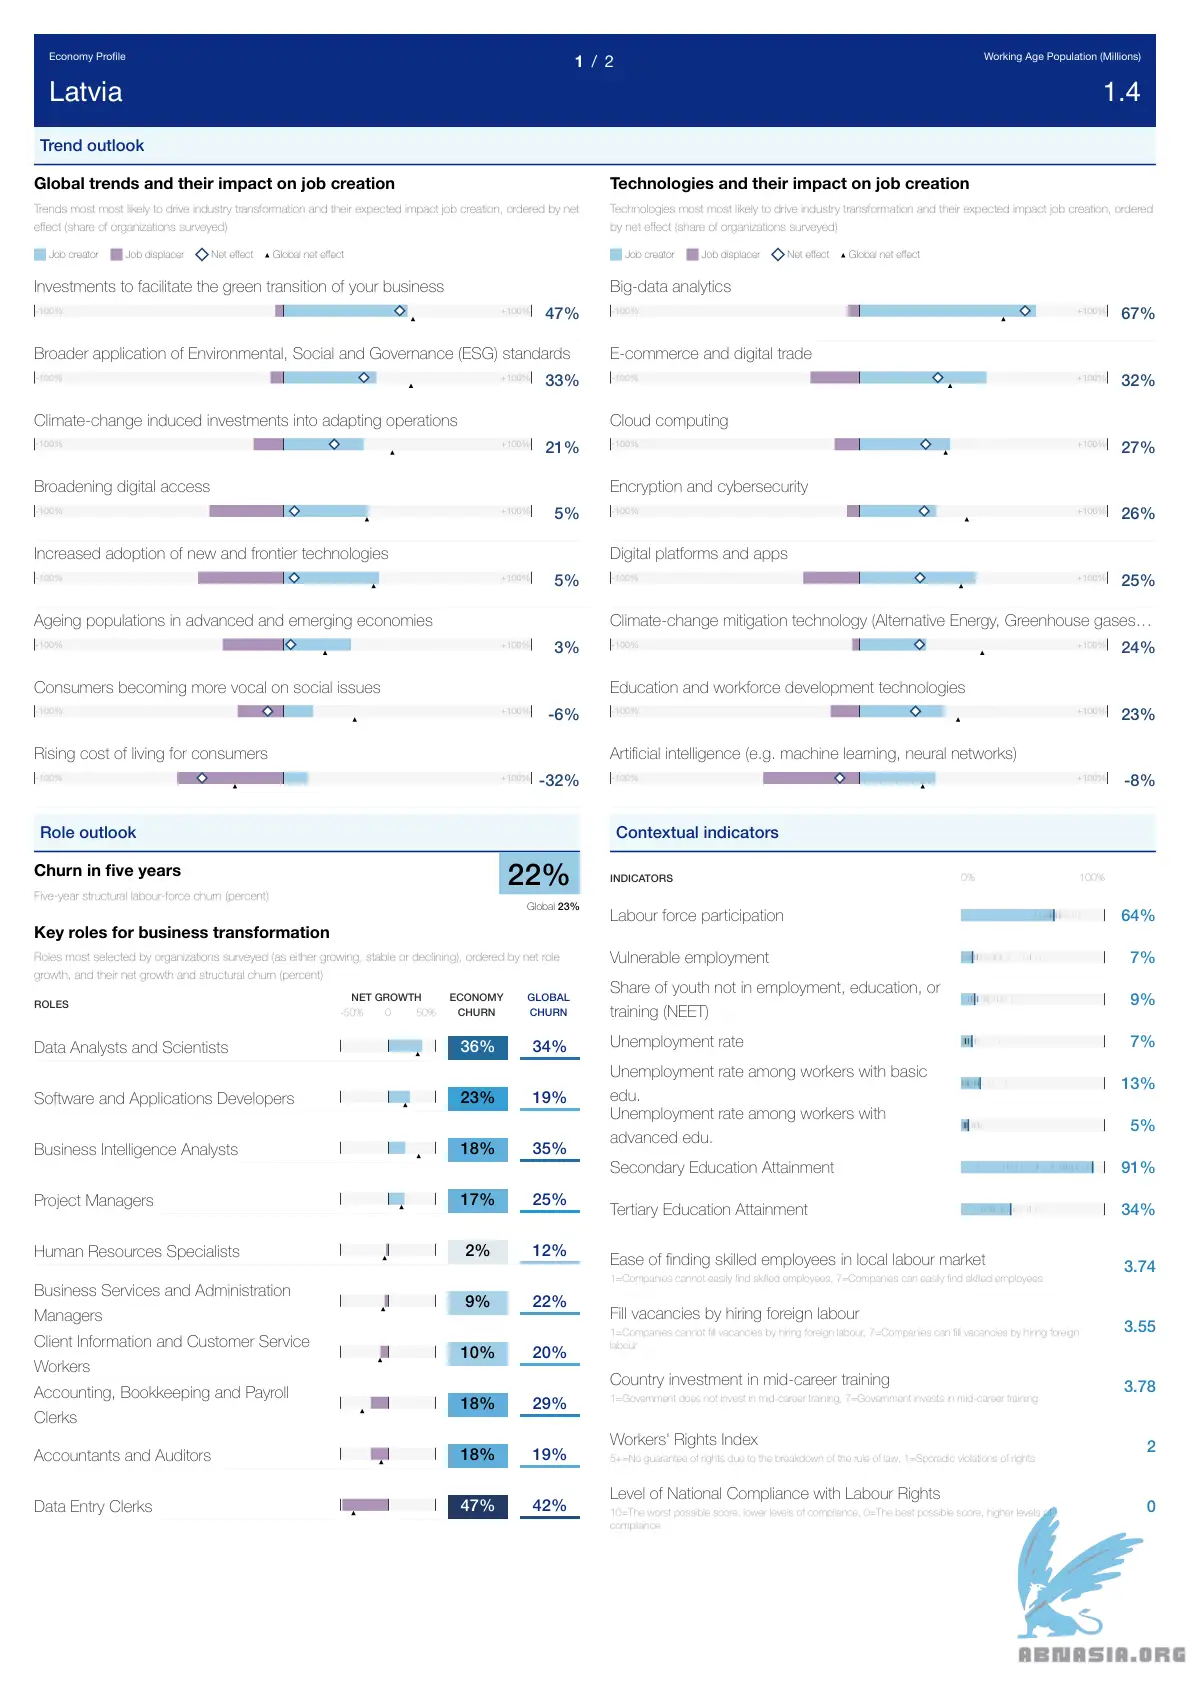 Economy Profile
1 / 2
Working Age Population (Millions)
Latvia
1.4
Trend outlook
Global trends and their impact on job creation
Trends most most likely to drive industry transformation and their expected impact job creation, ordered by net
effect (share of organizations surveyed)
Job creator Job displacer Net effect Global net effect
Investments to facilitate the green transition of your business
-100% +100% 47%
Broader application of Environmental, Social and Governance (ESG) standards
-100% +100% 33%
Climate-change induced investments into adapting operations
-100% +100% 21%
Broadening digital access
-100% +100% 5%
Increased adoption of new and frontier technologies
-100% +100% 5%
Ageing populations in advanced and emerging economies
-100% +100% 3%
Consumers becoming more vocal on social issues
-100% +100% -6%
Rising cost of living for consumers
-100% +100% -32%
Technologies and their impact on job creation
Technologies most most likely to drive industry transformation and their expected impact job creation, ordered
by net effect (share of organizations surveyed)
Job creator Job displacer Net effect Global net effect
Big-data analytics
-100% +100% 67%
E-commerce and digital trade
-100% +100% 32%
Cloud computing
-100% +100% 27%
Encryption and cybersecurity
-100% +100% 26%
Digital platforms and apps
-100% +100% 25%
Climate-change mitigation technology (Alternative Energy, Greenhouse gases…
-100% +100% 24%
Education and workforce development technologies
-100% +100% 23%
Artificial intelligence (e.g. machine learning, neural networks)
-100% +100% -8%
Role outlook
Churn in five years
22%
Five-year structural labour-force churn (percent)
Global 23%
Key roles for business transformation
Roles most selected by organizations surveyed (as either growing, stable or declining), ordered by net role
growth, and their net growth and structural churn (percent)
ROLES NET GROWTH ECONOMY CHURN GLOBAL CHURN
-50% 0 50%
Data Analysts and Scientists 36% 34%
Software and Applications Developers 23% 19%
Business Intelligence Analysts 18% 35%
Project Managers 17% 25%
Human Resources Specialists 2% 12%
Business Services and Administration
Managers 9% 22%
Client Information and Customer Service
Workers 10% 20%
Accounting, Bookkeeping and Payroll
Clerks 18% 29%
Accountants and Auditors 18% 19%
Data Entry Clerks 47% 42%
Contextual indicators
INDICATORS 0% 100%
Labour force participation 64%
Vulnerable employment 7%
Share of youth not in employment, education, or
training (NEET) 9%
Unemployment rate 7%
Unemployment rate among workers with basic
edu. 13%
Unemployment rate among workers with
advanced edu. 5%
Secondary Education Attainment 91%
Tertiary Education Attainment 34%
Ease of finding skilled employees in local labour market 3.74
1=Companies cannot easily find skilled employees, 7=Companies can easily find skilled employees
Fill vacancies by hiring foreign labour 3.55
1=Companies cannot fill vacancies by hiring foreign labour, 7=Companies can fill vacancies by hiring foreign
labour
Country investment in mid-career training 3.78
1=Government does not invest in mid-career training, 7=Government invests in mid-career training
Workers' Rights Index 2
5+=No guarantee of rights due to the breakdown of the rule of law, 1=Sporadic violations of rights
Level of National Compliance with Labour Rights 0
10=The worst possible score, lower levels of compliance, 0=The best possible score, higher levels of
compliance
ABNASIA.ORG